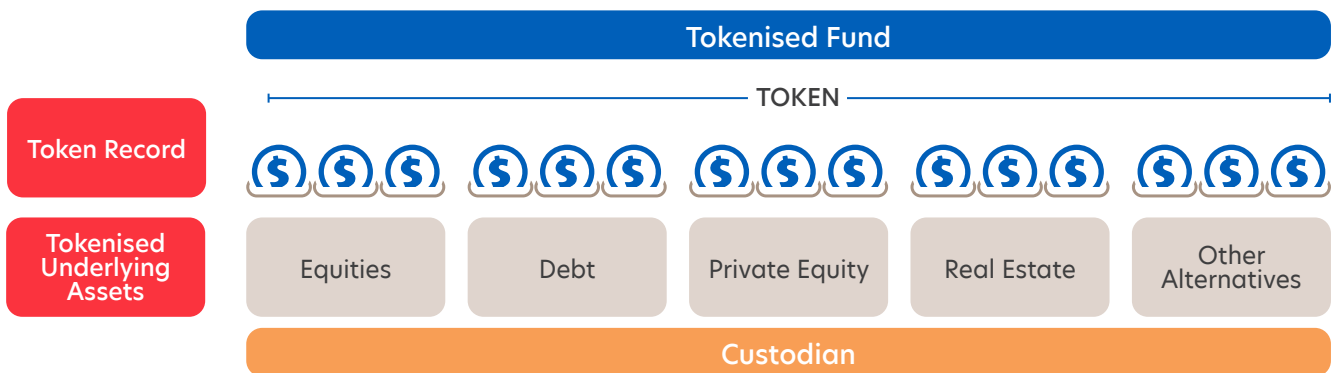 Tokenised Fund
TOKEN
Token Record
$ $ $ $ $ $ $ $ $ $ $ $ $ $ $
Tokenised
Underlying
Assets
Equities
Debt
Private Equity
Real Estate
Other
Alternatives
Custodian